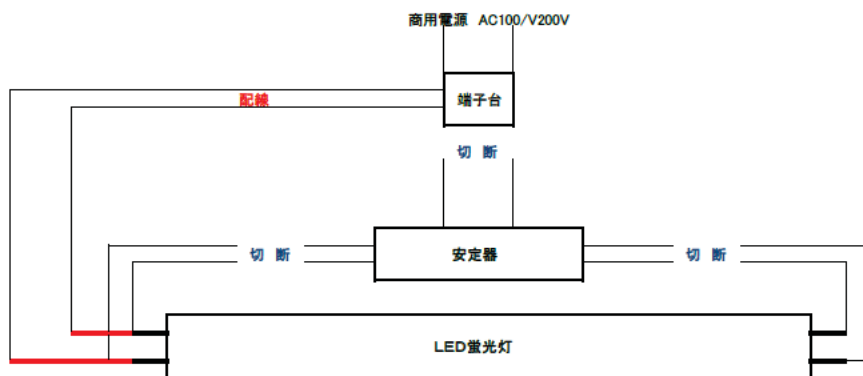 商用電源 AC100/V200V
配線
端子台
切 断
切 断
安定器
切 断
LED蛍光灯